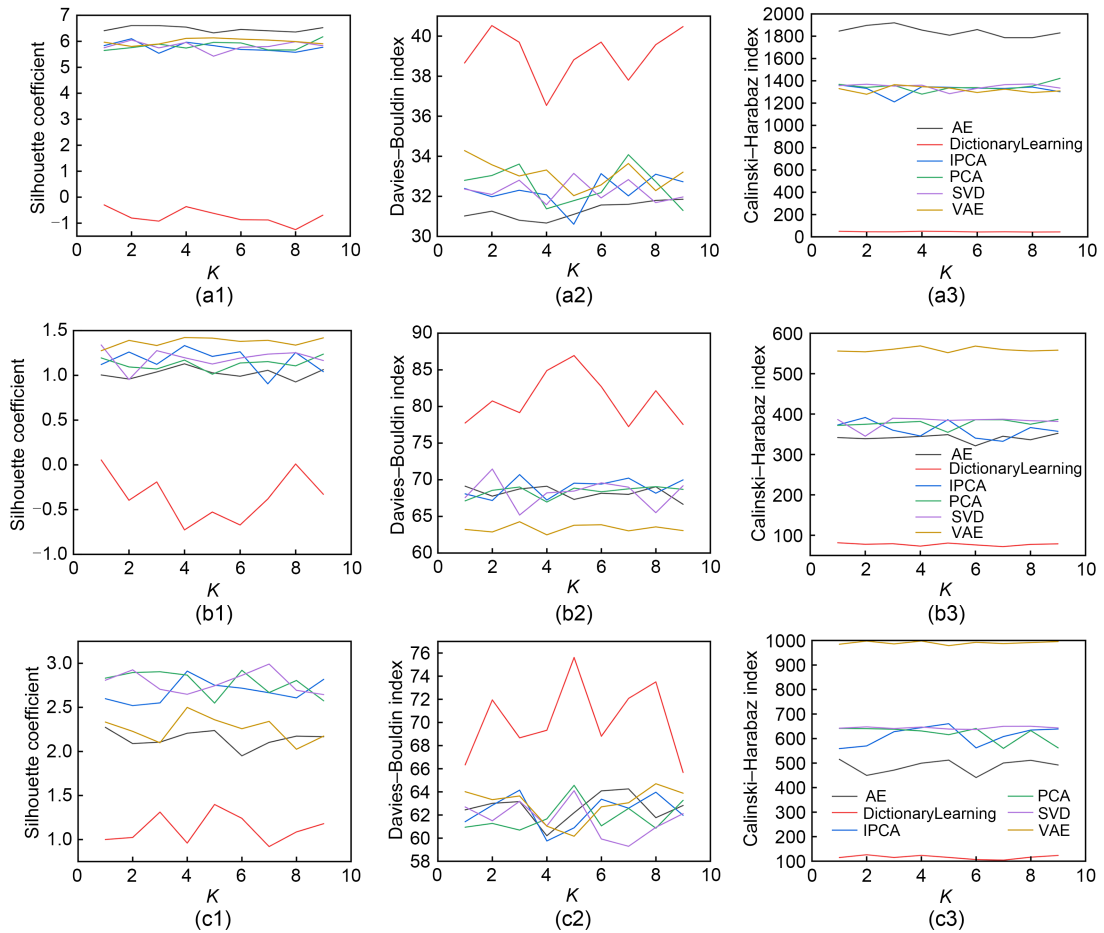 Silhouette coefficient
7
6
5
4
3
2
1
0
−1
0
2
4
6
8
10
K
(a1)
Davies–Bouldin index
40
38
36
34
32
30
0
2
4
6
8
10
K
(a2)
Calinski–Harabaz index
2000
1800
1600
1400
1200
1000
800
600
400
200
0
0
2
4
6
8
10
AE
DictionaryLearning
IPCA
PCA
SVD
VAE
K
(a3)
Silhouette coefficient
1.5
1.0
0.5
0.0
−0.5
−1.0
0
2
4
6
8
10
K
(b1)
Davies–Bouldin index
90
85
80
75
70
65
60
0
2
4
6
8
10
K
(b2)
Calinski–Harabaz index
600
500
400
300
200
100
0
2
4
6
8
10
AE
DictionaryLearning
IPCA
PCA
SVD
VAE
K
(b3)
Silhouette coefficient
3.0
2.5
2.0
1.5
1.0
0
2
4
6
8
10
K
(c1)
Davies–Bouldin index
76
74
72
70
68
66
64
62
60
58
0
2
4
6
8
10
K
(c2)
Calinski–Harabaz index
1000
900
800
700
600
500
400
300
200
100
0
2
4
6
8
10
AE
DictionaryLearning
IPCA
PCA
SVD
VAE
K
(c3)